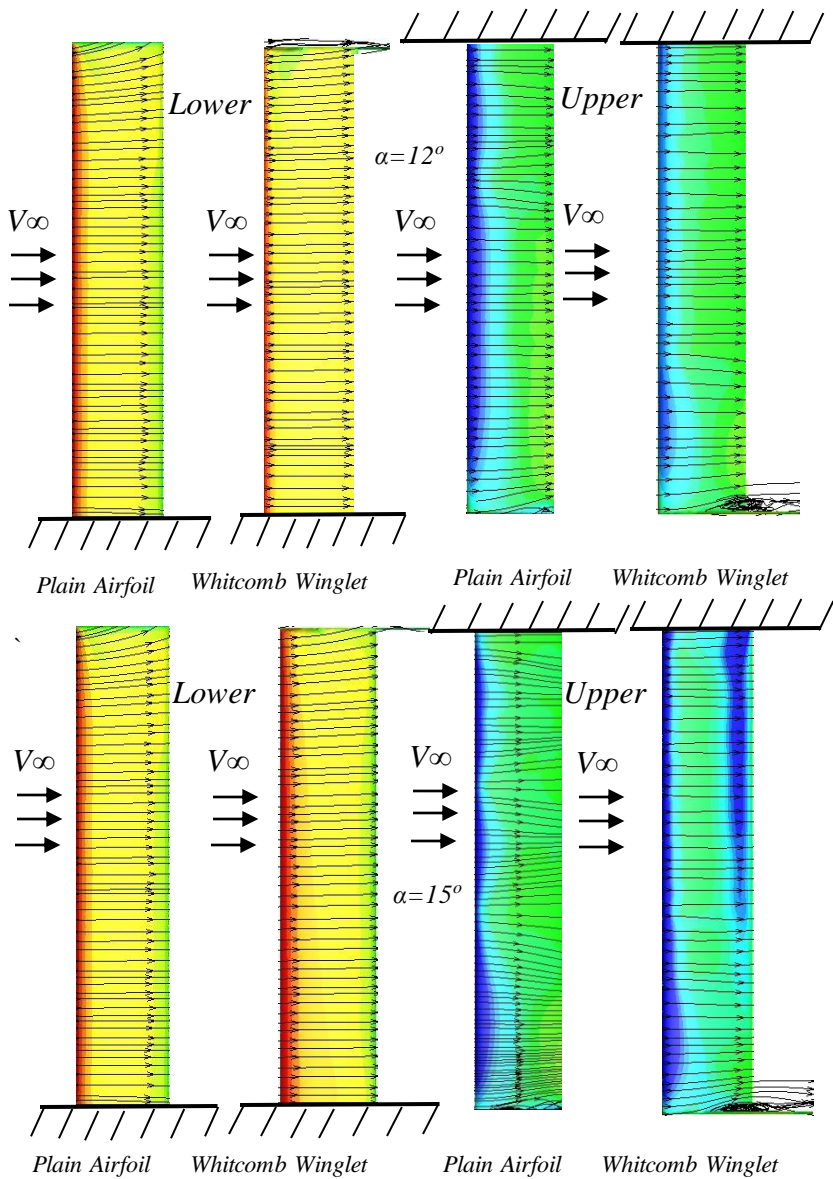 Lower
Upper
α=12º
V∞
V∞
V∞
V∞
Plain Airfoil
Whitcomb Winglet
Plain Airfoil
Whitcomb Winglet
`
Lower
Upper
V∞
V∞
V∞
V∞
α=15º
Plain Airfoil
Whitcomb Winglet
Plain Airfoil
Whitcomb Winglet